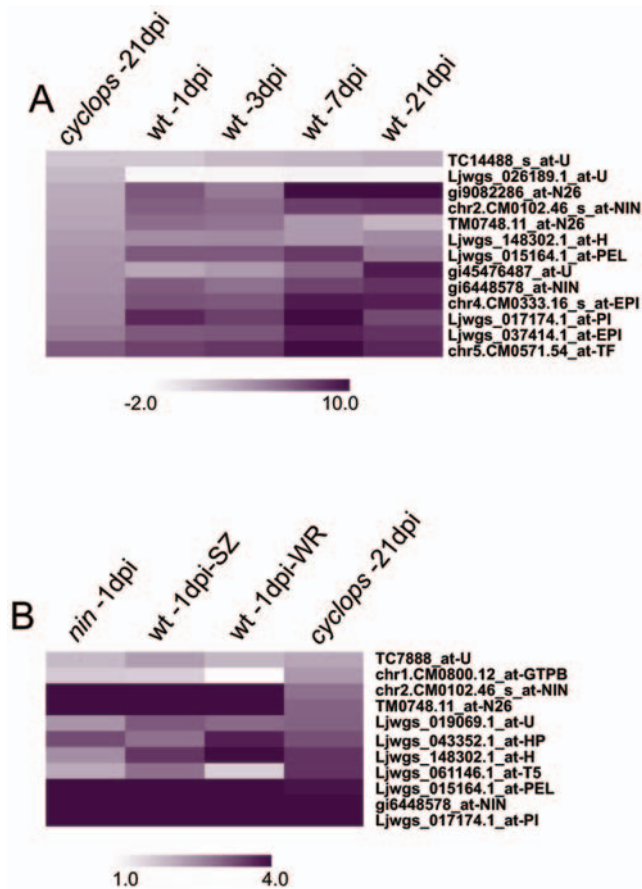 A
cyclops -21dpi
wt -1dpi
wt -3dpi
wt -7dpi
wt -21dpi
TC14488_s_at-U
Ljwgs_026189.1_at-U
gi9082286_at-N26
chr2.CM0102.46_s_at-NIN
TM0748.11_at-N26
Ljwgs_148302.1_at-H
Ljwgs_015164.1_at-PEL
gi45476487_at-U
gi6448578_at-NIN
chr4.CM0333.16_s_at-EPI
Ljwgs_017174.1_at-PI
Ljwgs_037414.1_at-EPI
chr5.CM0571.54_at-TF
-2.0 10.0
B
nin -1dpi
wt -1dpi-SZ
wt -1dpi-WR
cyclops -21dpi
TC7888_at-U
chr1.CM0800.12_at-GTPB
chr2.CM0102.46_s_at-NIN
TM0748.11_at-N26
Ljwgs_019069.1_at-U
Ljwgs_043352.1_at-HP
Ljwgs_148302.1_at-H
Ljwgs_061146.1_at-T5
Ljwgs_015164.1_at-PEL
gi6448578_at-NIN
Ljwgs_017174.1_at-PI
1.0 4.0